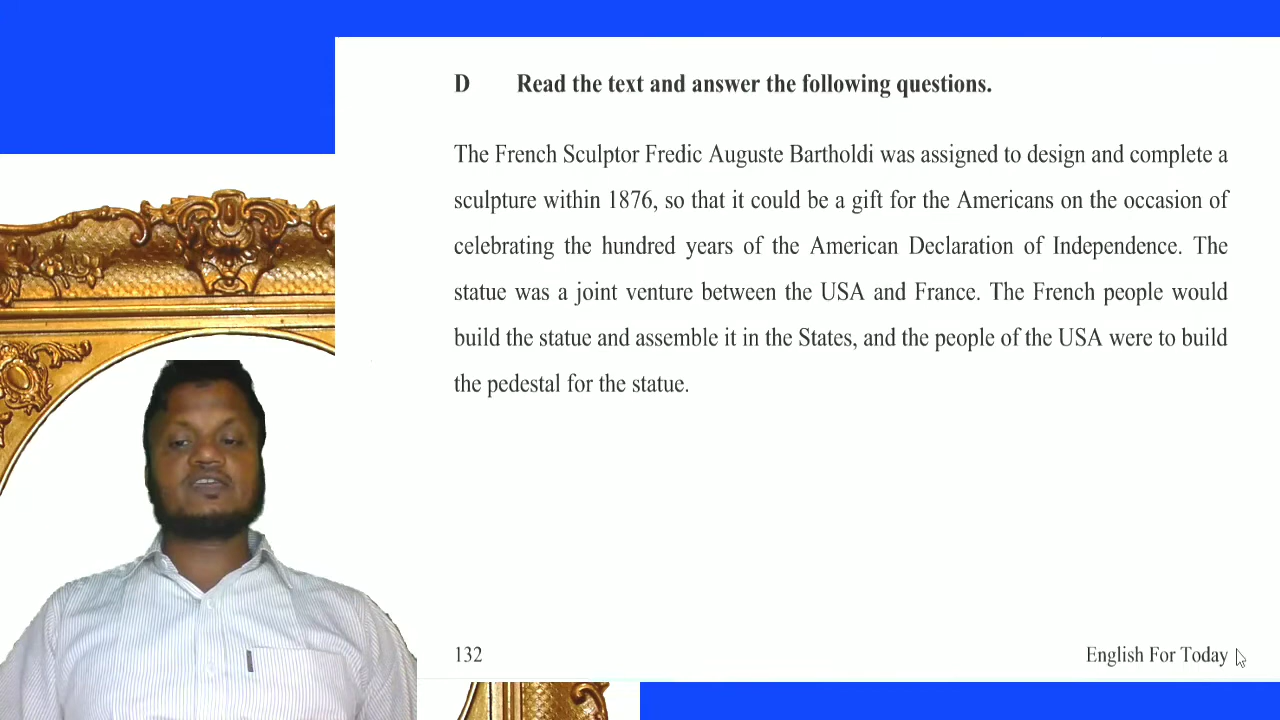 D Read the text and answer the following questions.
The French Sculptor Fredic Auguste Bartholdi was assigned to design and complete a
sculpture within 1876, so that it could be a gift for the Americans on the occasion of
celebrating the hundred years of the American Declaration of Independence. The
statue was a joint venture between the USA and France. The French people would
build the statue and assemble it in the States, and the people of the USA were to build
the pedestal for the statue.
132 English For Today